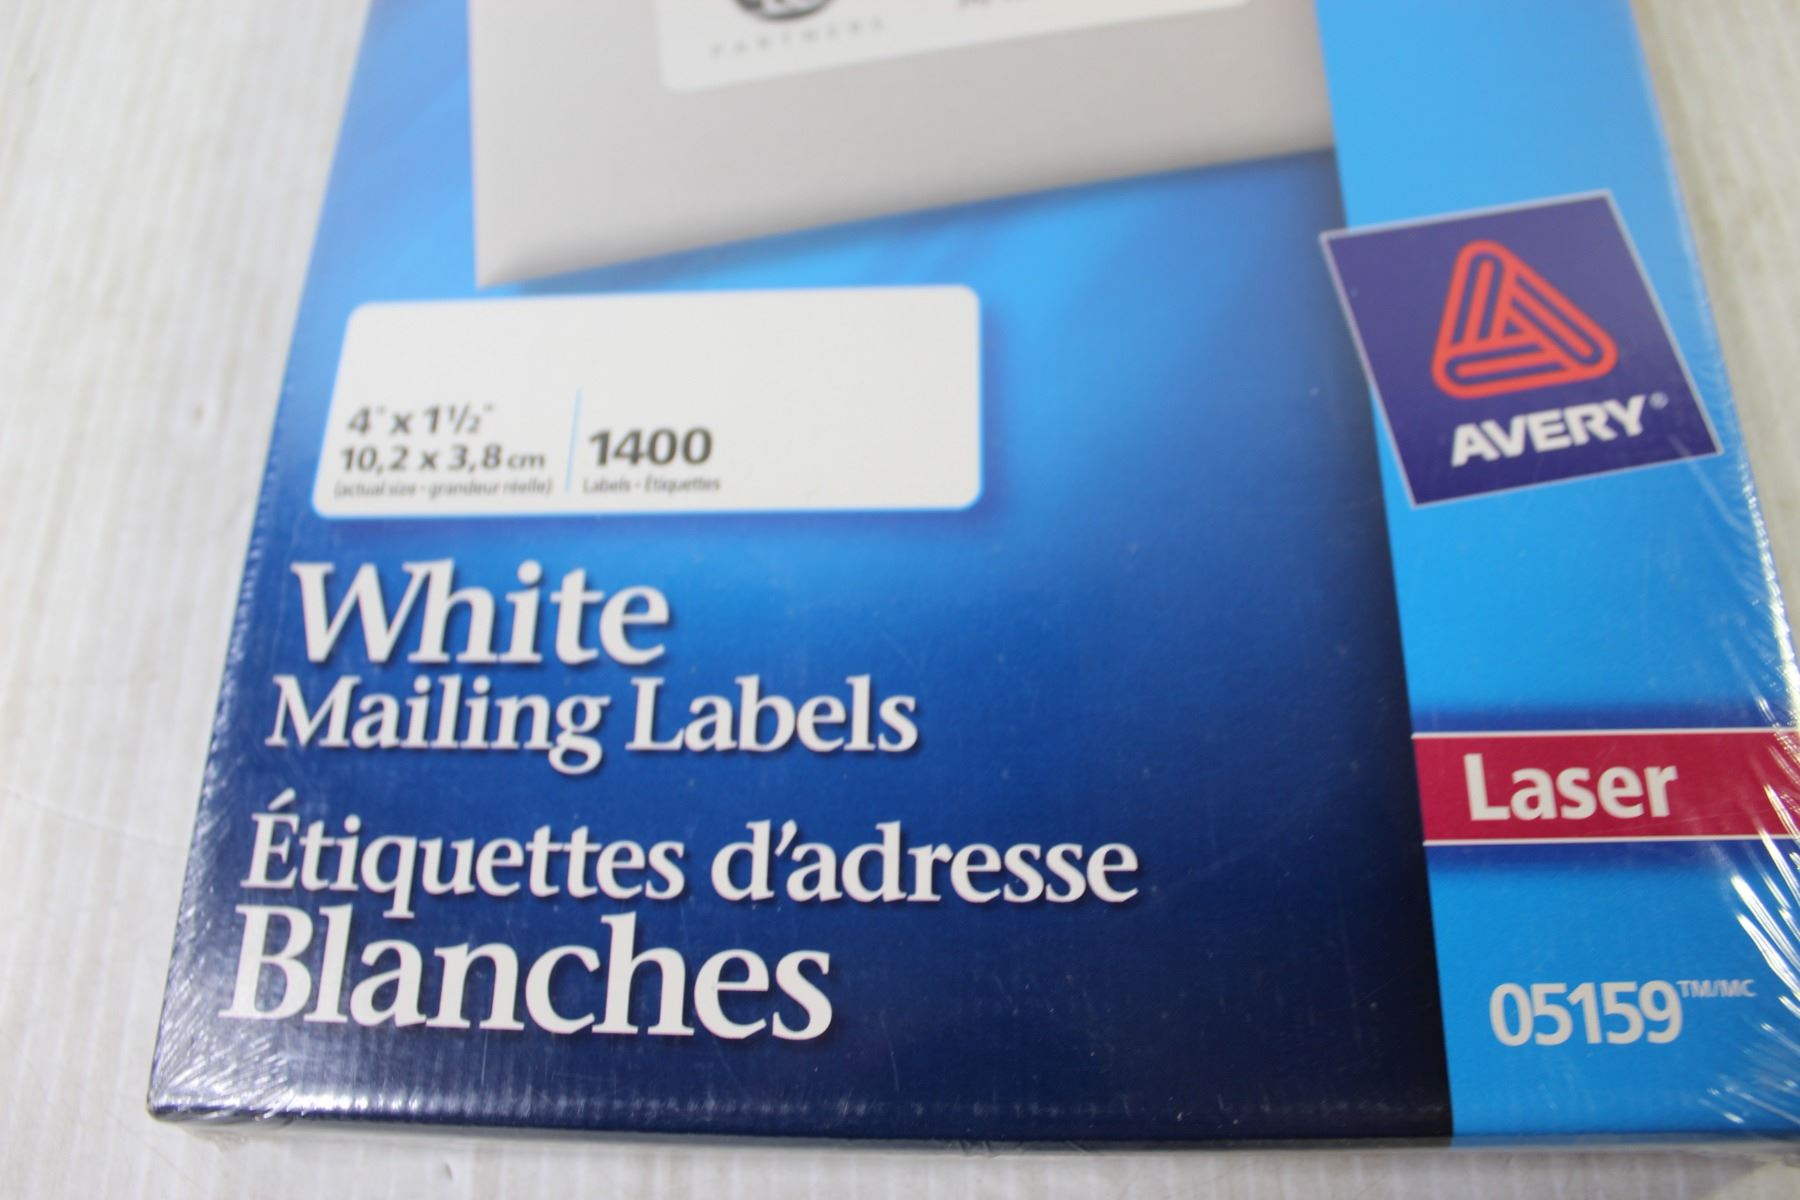 PARTNERS
4" x 1½"
10,2 x 3,8 cm
(actual size • grandeur réelle)
1400
Labels • Étiquettes
AVERY®
White
Mailing Labels
Étiquettes d'adresse
Blanches
Laser
05159™/MC